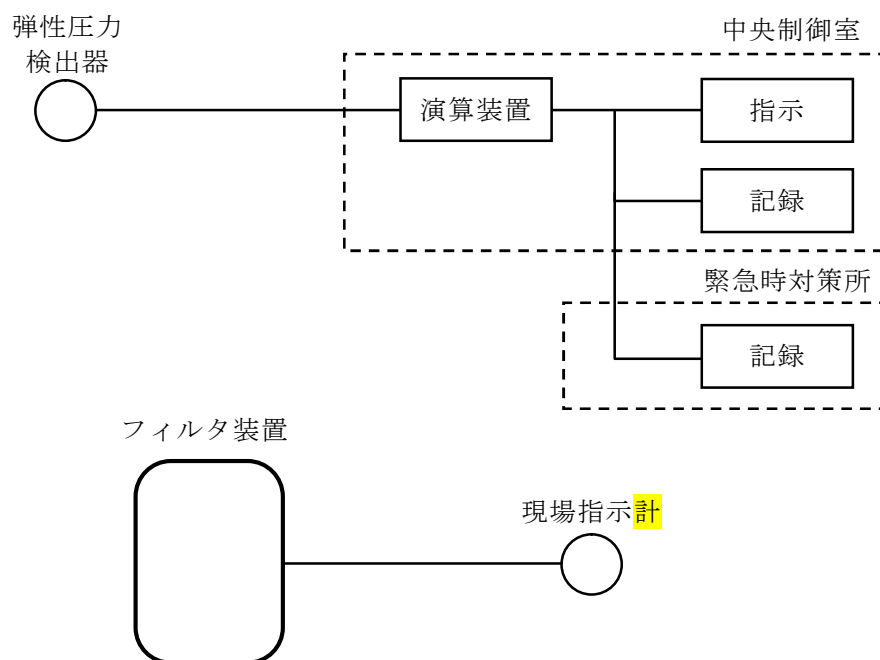 弾性圧力
検出器
中央制御室
演算装置
指示
記録
緊急時対策所
記録
フィルタ装置
現場指示計